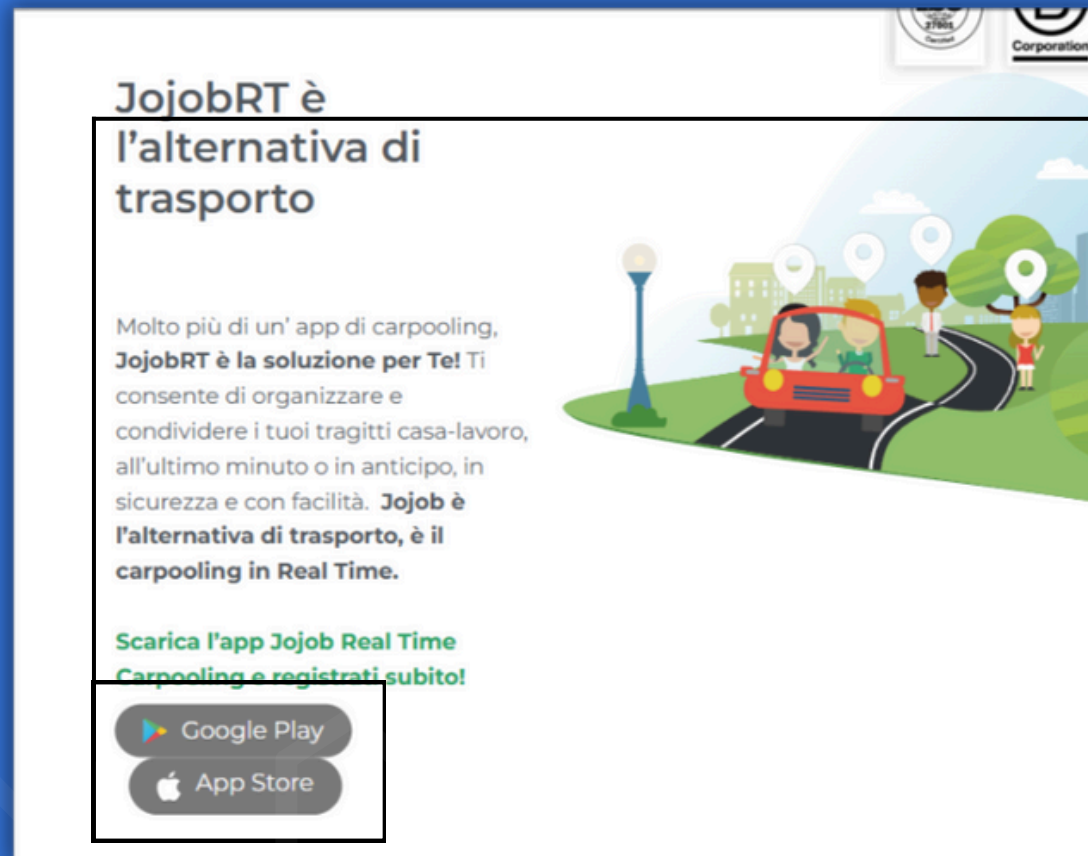 27001
Certified
Corporation
JojobRT è
l’alternativa di
trasporto
Molto più di un’ app di carpooling,
JojobRT è la soluzione per Te! Ti
consente di organizzare e
condividere i tuoi tragitti casa-lavoro,
all’ultimo minuto o in anticipo, in
sicurezza e con facilità. Jojob è
l’alternativa di trasporto, è il
carpooling in Real Time.
Scarica l’app Jojob Real Time
Carpooling e registrati subito!
Google Play
App Store